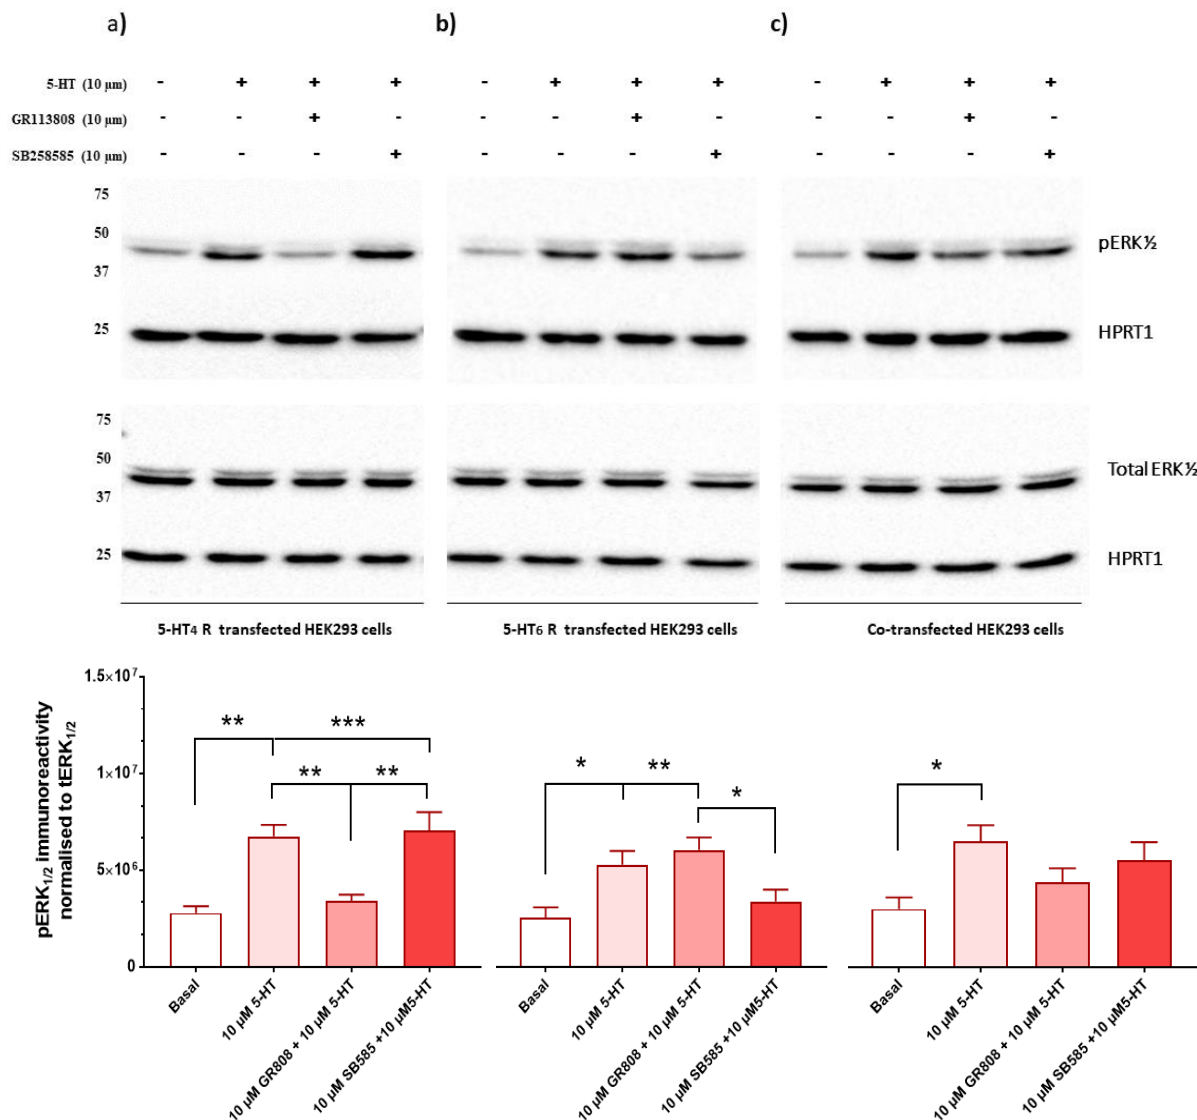 a) b) c)
5-HT (10 µm) - + + + - + + + - + + +
GR113808 (10 µm) - - + - - - + - - - + -
SB258585 (10 µm) - - - + - - - + - - - +
75
50
pERK½
37
25
HPRT1
75
50
Total ERK½
37
25
HPRT1
5-HT4 R transfected HEK293 cells 5-HT6 R transfected HEK293 cells Co-transfected HEK293 cells
pERK1/2 immunoreactivity
normalised to tERK1/2
1.5×10⁷
1×10⁷
5×10⁶
0
** ***
** **
* **
*
*
Basal
10 µM 5-HT
10 µM GR808 + 10 µM 5-HT
10 µM SB585 +10 µM5-HT
Basal
10 µM 5-HT
10 µM GR808 + 10 µM 5-HT
10 µM SB585 +10 µM5-HT
Basal
10 µM 5-HT
10 µM GR808 + 10 µM 5-HT
10 µM SB585 +10 µM 5-HT